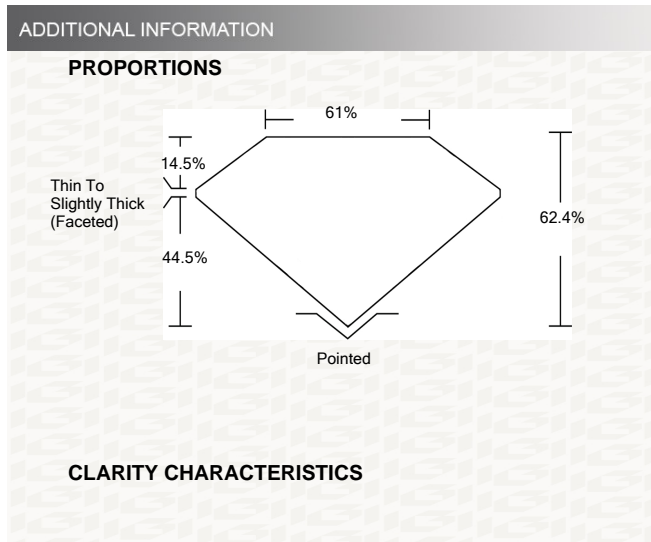 ADDITIONAL INFORMATION
PROPORTIONS
61%
14.5%
Thin To
Slightly Thick
(Faceted)
62.4%
44.5%
Pointed
CLARITY CHARACTERISTICS